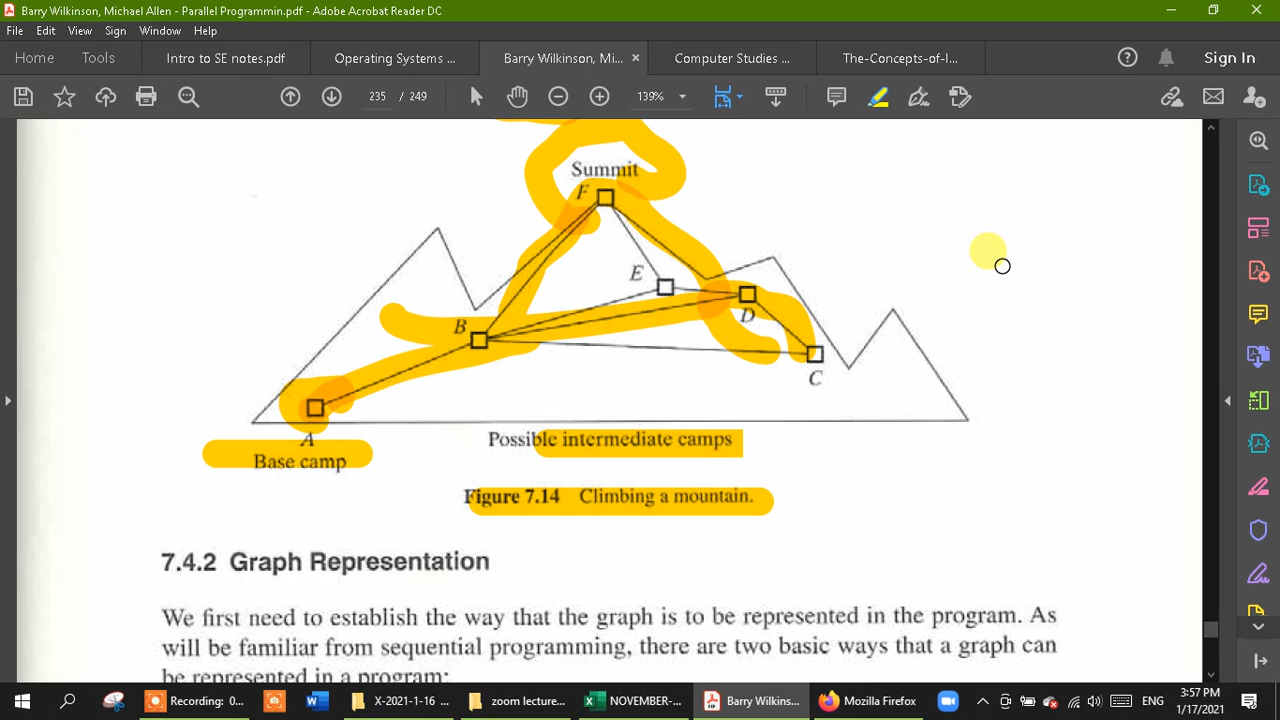 Barry Wilkinson, Michael Allen - Parallel Programmin.pdf - Adobe Acrobat Reader DC
File Edit View Sign Window Help
Home Tools Intro to SE notes.pdf Operating Systems ... Barry Wilkinson, Mi... × Computer Studies ... The-Concepts-of-I... Sign In
235 / 249 139%
Summit
F
E
D
B
C
A
Possible intermediate camps
Base camp
Figure 7.14 Climbing a mountain.
7.4.2 Graph Representation
We first need to establish the way that the graph is to be represented in the program. As
will be familiar from sequential programming, there are two basic ways that a graph can
be represented in a program:
Recording: 0... X-2021-1-16 zoom lecture... NOVEMBER-... Barry Wilkins... Mozilla Firefox ENG 3:57 PM
1/17/2021